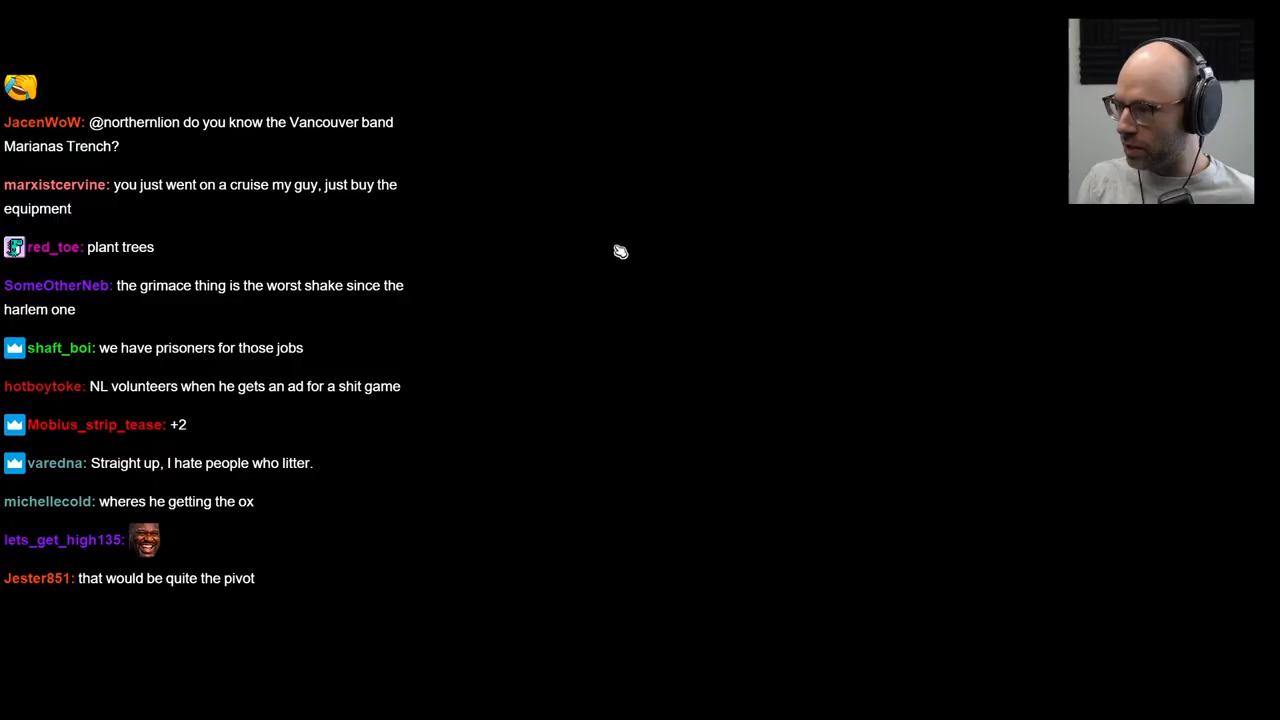 JacenWoW: @northernlion do you know the Vancouver band
Marianas Trench?
marxistcervine: you just went on a cruise my guy, just buy the
equipment
red_toe: plant trees
SomeOtherNeb: the grimace thing is the worst shake since the
harlem one
shaft_boi: we have prisoners for those jobs
hotboytoke: NL volunteers when he gets an ad for a shit game
Mobius_strip_tease: +2
varedna: Straight up, I hate people who litter.
michellecold: wheres he getting the ox
lets_get_high135:
Jester851: that would be quite the pivot